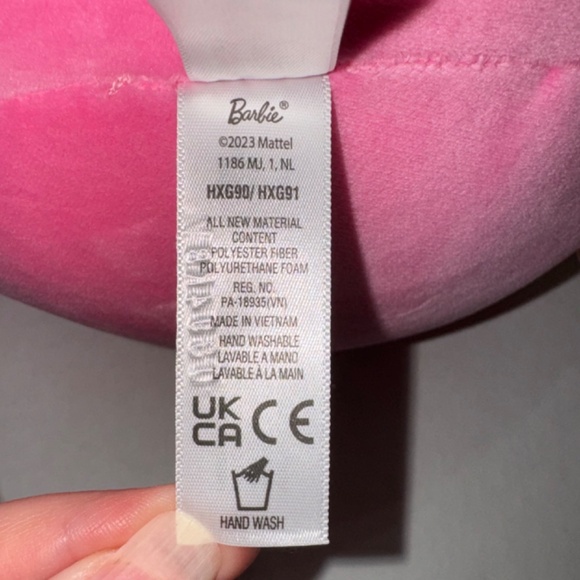 Barbie®
©2023 Mattel
1186 MJ, 1, NL
HXG90/ HXG91
ALL NEW MATERIAL
CONTENT
POLYESTER FIBER
POLYURETHANE FOAM
REG. NO.
PA-18935(VN)
MADE IN VIETNAM
HAND WASHABLE
LAVABLE A MANO
LAVABLE À LA MAIN
UK
CA CE
HAND WASH